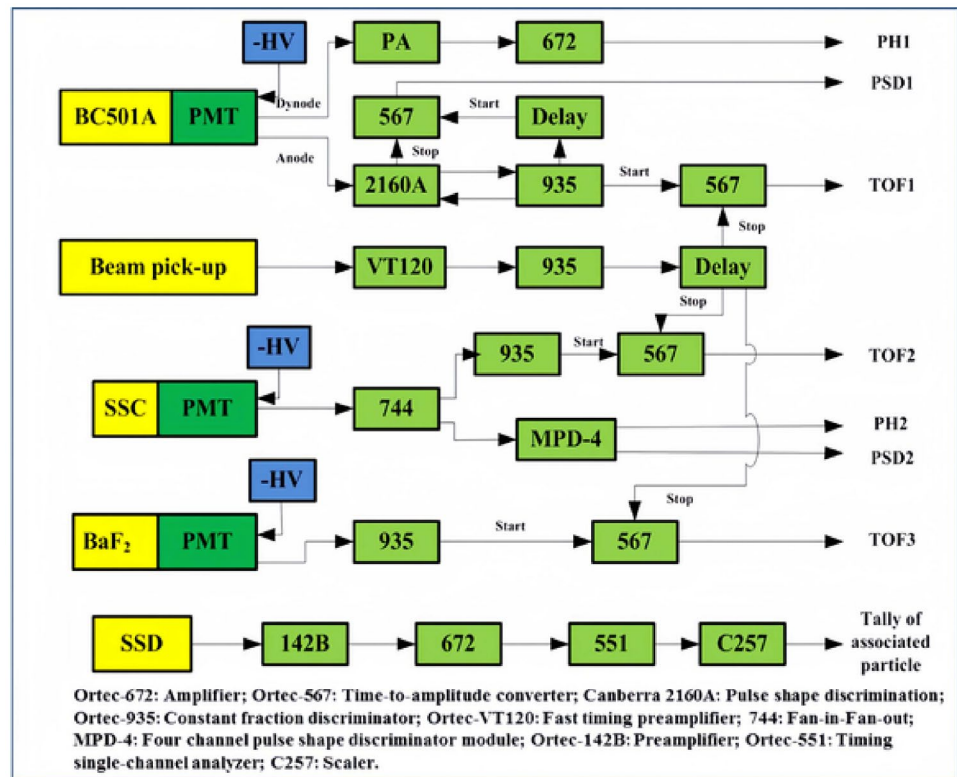 -HV
PA
672
PH1
PSD1
BC501A
PMT
Dynode
567
Start
Delay
Anode
Stop
2160A
935
Start
567
TOF1
Stop
Beam pick-up
VT120
935
Delay
Stop
-HV
935
Start
567
TOF2
SSC
PMT
744
MPD-4
PH2
PSD2
-HV
Stop
BaF₂
PMT
935
Start
567
TOF3
SSD
142B
672
551
C257
Tally of
associated
particle
Ortec-672: Amplifier; Ortec-567: Time-to-amplitude converter; Canberra 2160A: Pulse shape discrimination;
Ortec-935: Constant fraction discriminator; Ortec-VT120: Fast timing preamplifier; 744: Fan-in-Fan-out;
MPD-4: Four channel pulse shape discriminator module; Ortec-142B: Preamplifier; Ortec-551: Timing
single-channel analyzer; C257: Scaler.